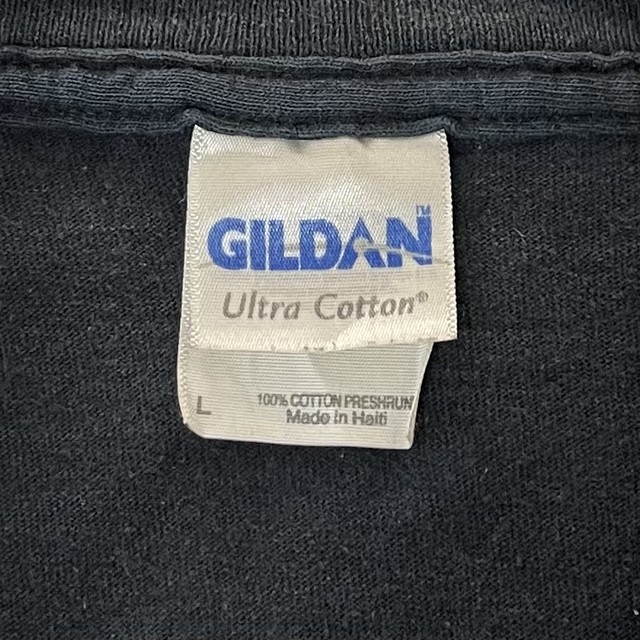 GILDAN™
Ultra Cotton®
L
100% COTTON PRESHRUN
Made in Haiti